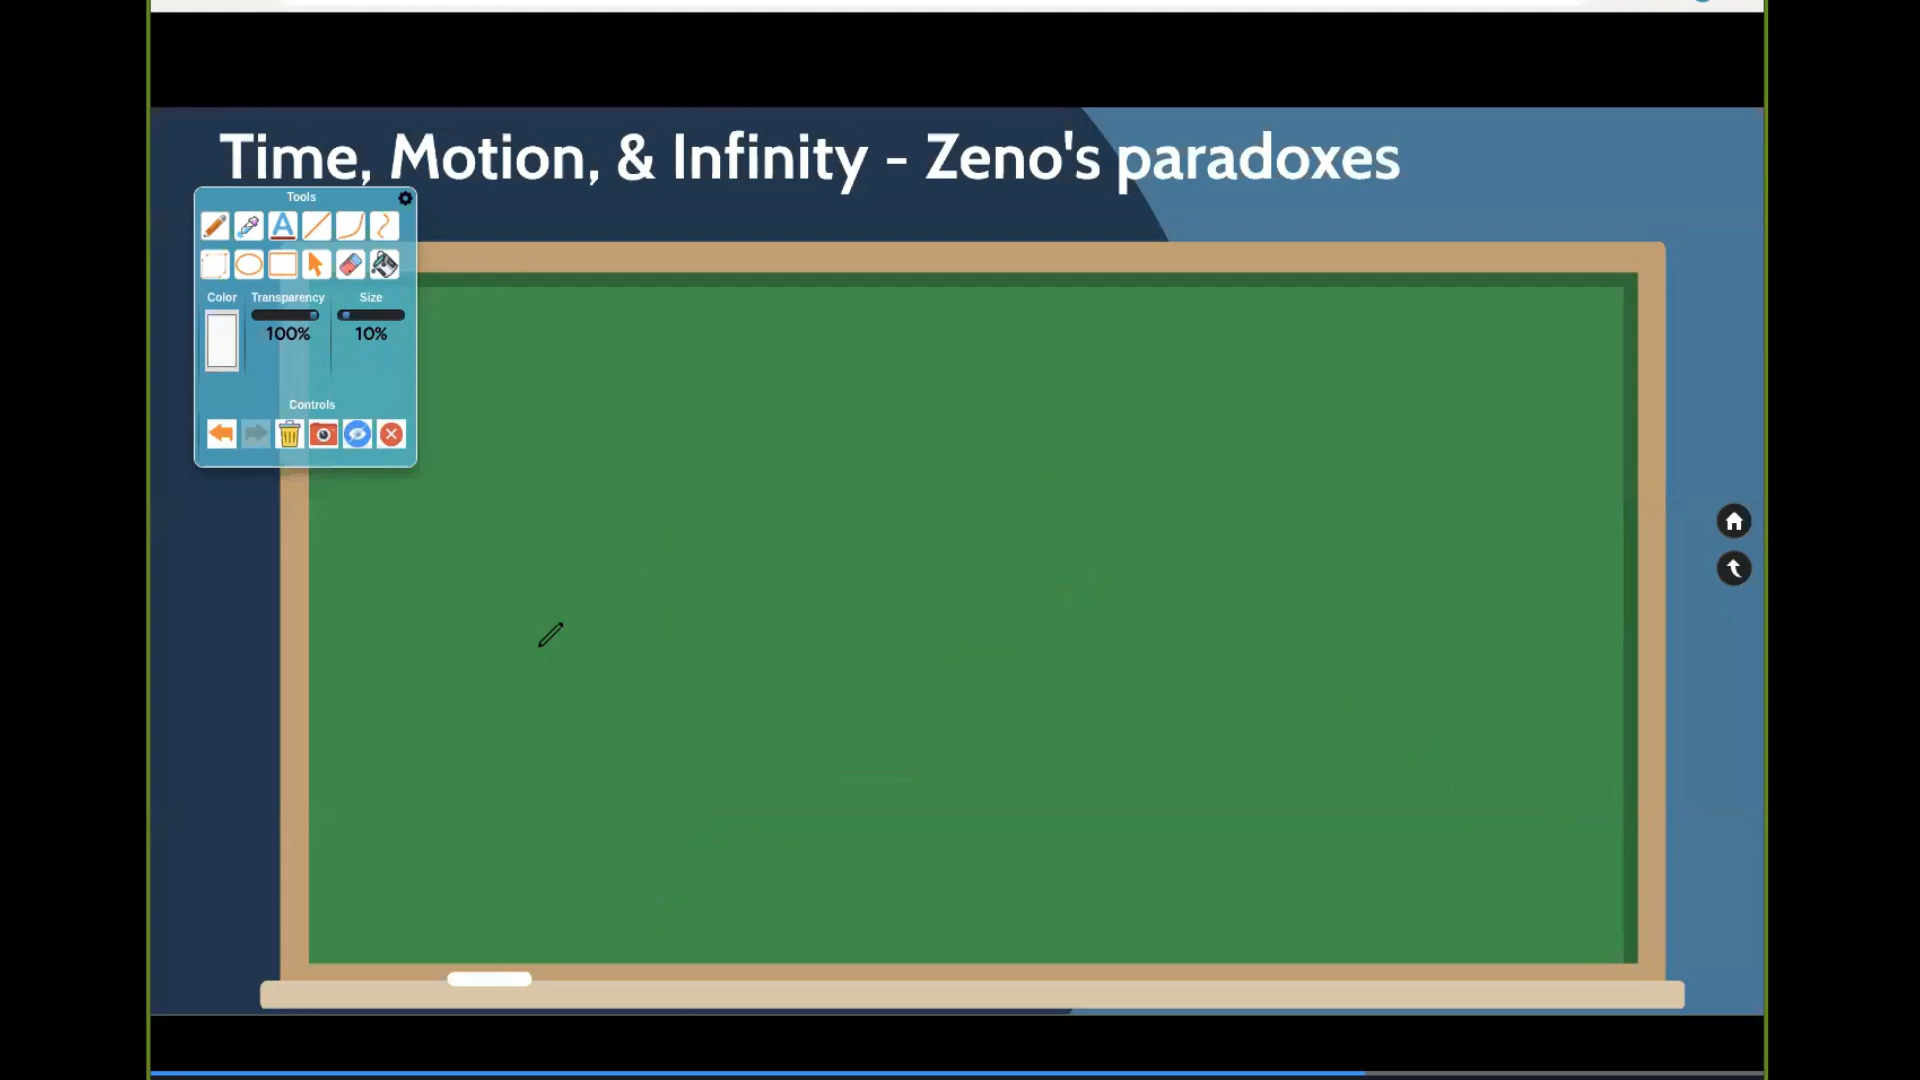 Time, Motion, & Infinity - Zeno's paradoxes
Tools
A
Color Transparency Size
100% 10%
Controls